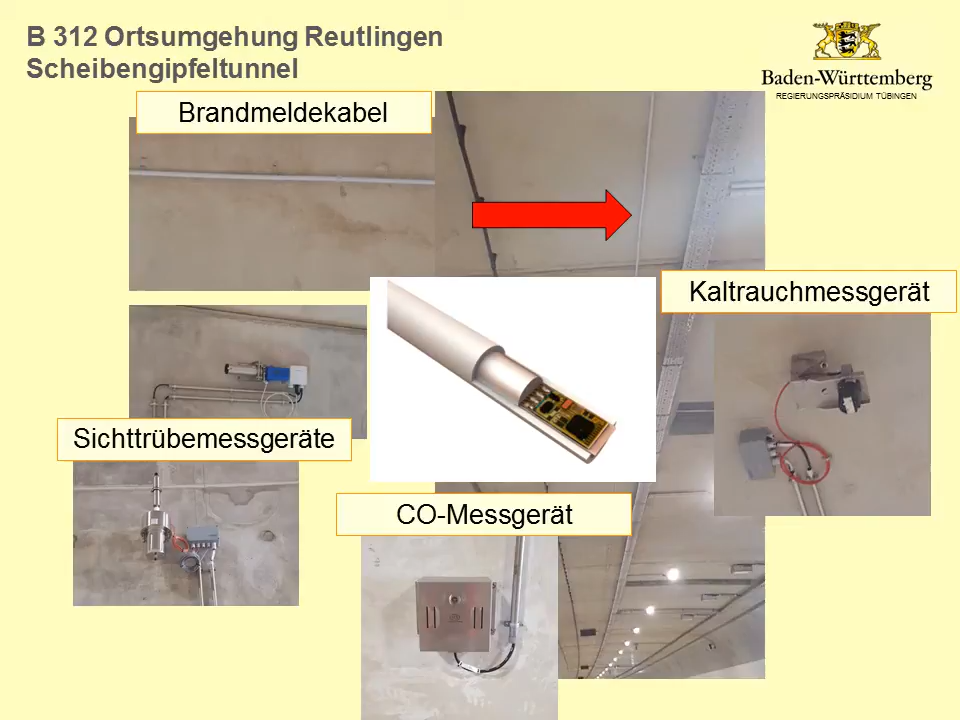 B 312 Ortsumgehung Reutlingen
Scheibengipfeltunnel
Baden-Württemberg
REGIERUNGSPRÄSIDIUM TÜBINGEN
Brandmeldekabel
Kaltrauchmessgerät
Sichttrübemessgeräte
CO-Messgerät